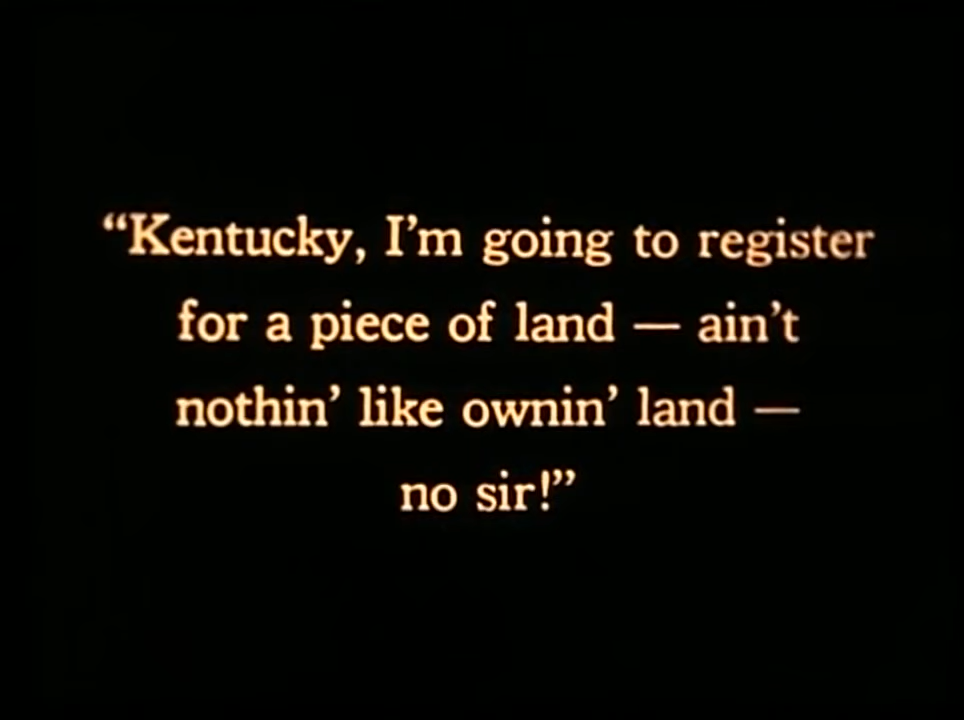 “Kentucky, I’m going to register
for a piece of land — ain’t
nothin’ like ownin’ land —
no sir!”